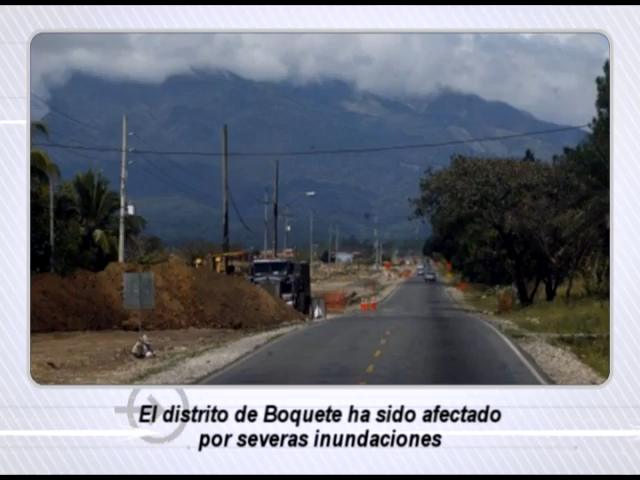 El distrito de Boquete ha sido afectado
por severas inundaciones